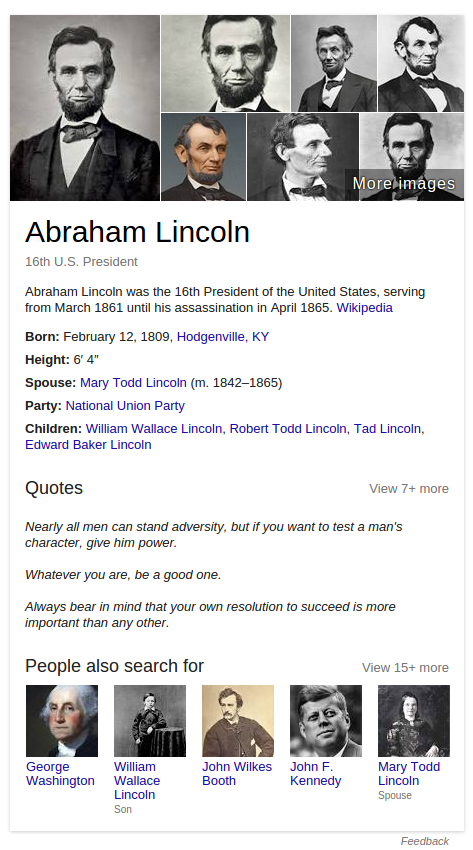 More images
Abraham Lincoln
16th U.S. President
Abraham Lincoln was the 16th President of the United States, serving
from March 1861 until his assassination in April 1865. Wikipedia
Born: February 12, 1809, Hodgenville, KY
Height: 6′ 4″
Spouse: Mary Todd Lincoln (m. 1842–1865)
Party: National Union Party
Children: William Wallace Lincoln, Robert Todd Lincoln, Tad Lincoln,
Edward Baker Lincoln
Quotes
View 7+ more
Nearly all men can stand adversity, but if you want to test a man's
character, give him power.
Whatever you are, be a good one.
Always bear in mind that your own resolution to succeed is more
important than any other.
People also search for
View 15+ more
George
Washington
William
Wallace
Lincoln
Son
John Wilkes
Booth
John F.
Kennedy
Mary Todd
Lincoln
Spouse
Feedback